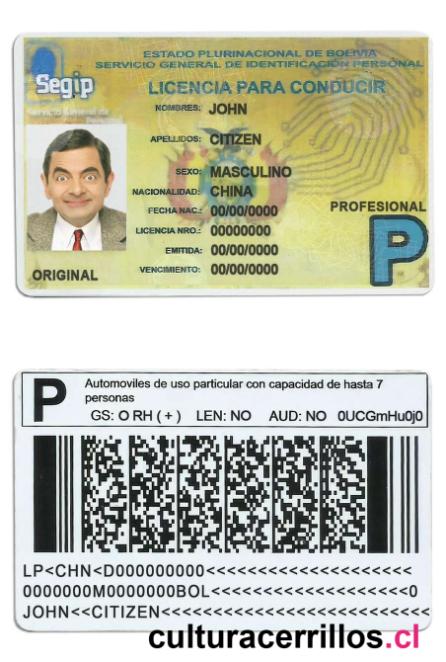 ESTADO PLURINACIONAL DE BOLIVIA
SERVICIO GENERAL DE IDENTIFICACIÓN PERSONAL
Segip
Servicio General de
LICENCIA PARA CONDUCIR
NOMBRES: JOHN
APELLIDOS: CITIZEN
SEXO: MASCULINO
NACIONALIDAD: CHINA
FECHA NAC.: 00/00/0000
LICENCIA NRO.: 00000000
EMITIDA: 00/00/0000
VENCIMIENTO: 00/00/0000
PROFESIONAL
P
ORIGINAL
P
Automoviles de uso particular con capacidad de hasta 7
personas
GS: O RH ( + ) LEN: NO AUD: NO 0UCGmHu0j0
LP<CHN<D000000000<<<<<<<<<<<<<<<<<<<<<
0000000M0000000BOL<<<<<<<<<<<<<<<<<<0
JOHN<<CITIZEN<<<<<<<<<<<<<<<<<<<<<<<<<<<
culturacerrillos.cl